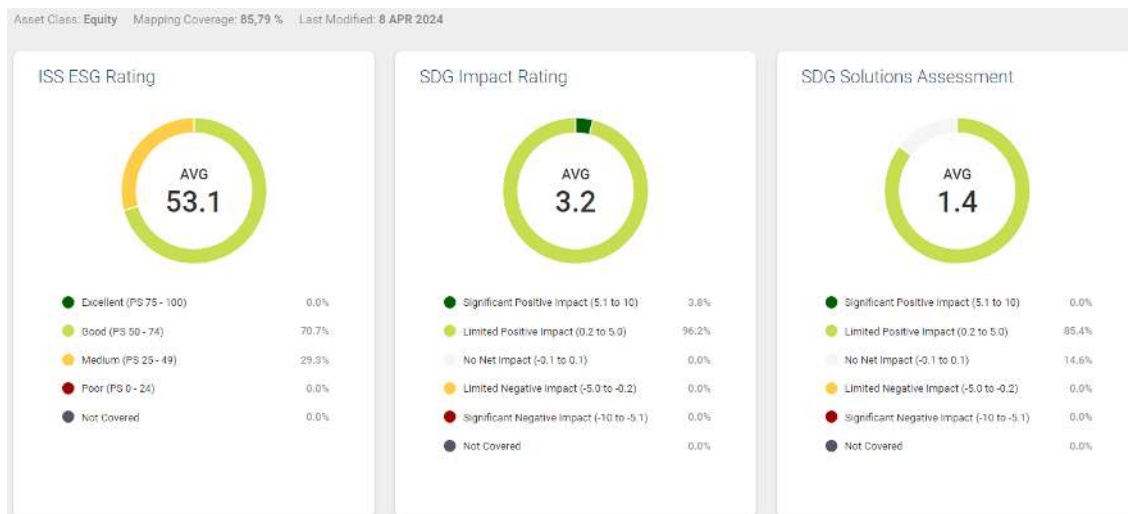 Asset Class: Equity Mapping Coverage: 85,79 % Last Modified: 8 APR 2024
ISS ESG Rating
AVG
53.1
Excellent (PS 75 - 100) 0.0%
Good (PS 50 - 74) 70.7%
Medium (PS 25 - 49) 29.3%
Poor (PS 0 - 24) 0.0%
Not Covered 0.0%
SDG Impact Rating
AVG
3.2
Significant Positive Impact (5.1 to 10) 3.8%
Limited Positive Impact (0.2 to 5.0) 96.2%
No Net Impact (-0.1 to 0.1) 0.0%
Limited Negative Impact (-5.0 to -0.2) 0.0%
Significant Negative Impact (-10 to -5.1) 0.0%
Not Covered 0.0%
SDG Solutions Assessment
AVG
1.4
Significant Positive Impact (5.1 to 10) 0.0%
Limited Positive Impact (0.2 to 5.0) 85.4%
No Net Impact (-0.1 to 0.1) 14.6%
Limited Negative Impact (-5.0 to -0.2) 0.0%
Significant Negative Impact (-10 to -5.1) 0.0%
Not Covered 0.0%